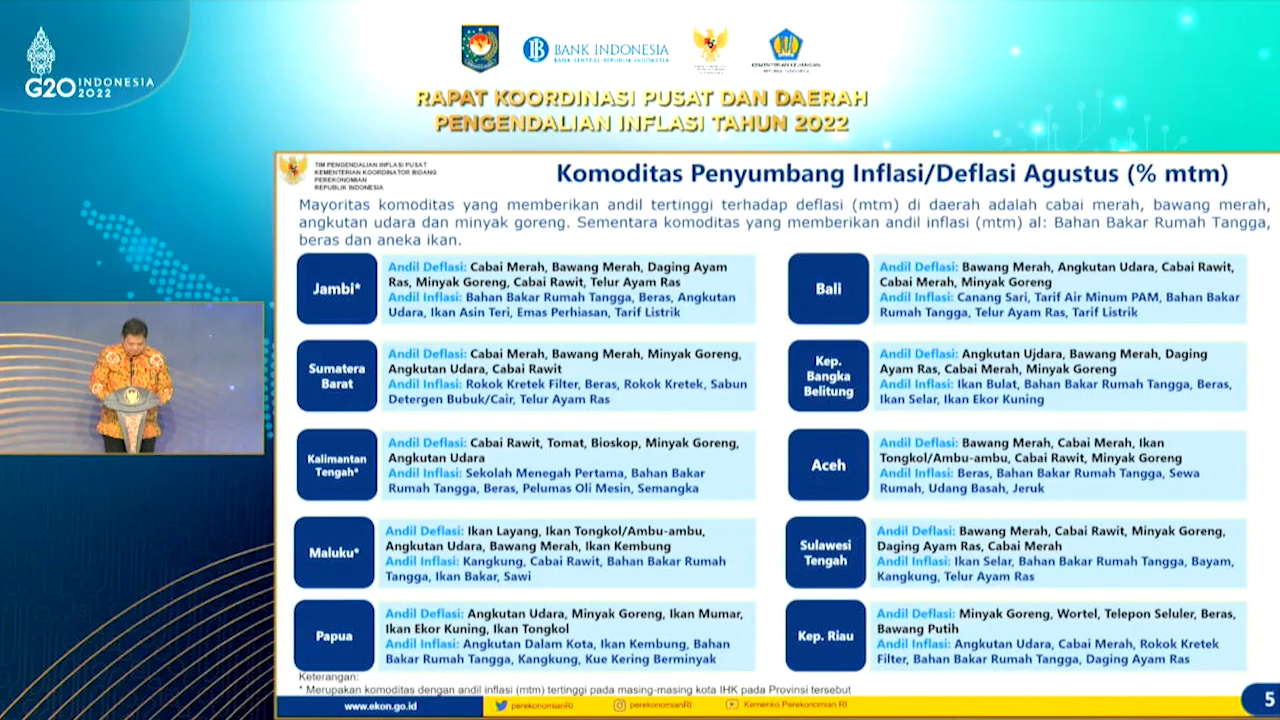 G20 INDONESIA
2022
BANK INDONESIA
BANK SENTRAL REPUBLIK INDONESIA
KEMENTERIAN KEUANGAN
REPUBLIK INDONESIA
RAPAT KOORDINASI PUSAT DAN DAERAH
PENGENDALIAN INFLASI TAHUN 2022
TIM PENGENDALIAN INFLASI PUSAT
KEMENTERIAN KOORDINATOR BIDANG
PEREKONOMIAN
REPUBLIK INDONESIA
Komoditas Penyumbang Inflasi/Deflasi Agustus (% mtm)
Mayoritas komoditas yang memberikan andil tertinggi terhadap deflasi (mtm) di daerah adalah cabai merah, bawang merah,
angkutan udara dan minyak goreng. Sementara komoditas yang memberikan andil inflasi (mtm) al: Bahan Bakar Rumah Tangga,
beras dan aneka ikan.
Jambi*
Andil Deflasi: Cabai Merah, Bawang Merah, Daging Ayam
Ras, Minyak Goreng, Cabai Rawit, Telur Ayam Ras
Andil Inflasi: Bahan Bakar Rumah Tangga, Beras, Angkutan
Udara, Ikan Asin Teri, Emas Perhiasan, Tarif Listrik
Bali
Andil Deflasi: Bawang Merah, Angkutan Udara, Cabai Rawit,
Cabai Merah, Minyak Goreng
Andil Inflasi: Canang Sari, Tarif Air Minum PAM, Bahan Bakar
Rumah Tangga, Telur Ayam Ras, Tarif Listrik
Sumatera
Barat
Andil Deflasi: Cabai Merah, Bawang Merah, Minyak Goreng,
Angkutan Udara, Cabai Rawit
Andil Inflasi: Rokok Kretek Filter, Beras, Rokok Kretek, Sabun
Detergen Bubuk/Cair, Telur Ayam Ras
Kep.
Bangka
Belitung
Andil Deflasi: Angkutan Ujdara, Bawang Merah, Daging
Ayam Ras, Cabai Merah, Minyak Goreng
Andil Inflasi: Ikan Bulat, Bahan Bakar Rumah Tangga, Beras,
Ikan Selar, Ikan Ekor Kuning
Kalimantan
Tengah*
Andil Deflasi: Cabai Rawit, Tomat, Bioskop, Minyak Goreng,
Angkutan Udara
Andil Inflasi: Sekolah Menegah Pertama, Bahan Bakar
Rumah Tangga, Beras, Pelumas Oli Mesin, Semangka
Aceh
Andil Deflasi: Bawang Merah, Cabai Merah, Ikan
Tongkol/Ambu-ambu, Cabai Rawit, Minyak Goreng
Andil Inflasi: Beras, Bahan Bakar Rumah Tangga, Sewa
Rumah, Udang Basah, Jeruk
Maluku*
Andil Deflasi: Ikan Layang, Ikan Tongkol/Ambu-ambu,
Angkutan Udara, Bawang Merah, Ikan Kembung
Andil Inflasi: Kangkung, Cabai Rawit, Bahan Bakar Rumah
Tangga, Ikan Bakar, Sawi
Sulawesi
Tengah
Andil Deflasi: Bawang Merah, Cabai Rawit, Minyak Goreng,
Daging Ayam Ras, Cabai Merah
Andil Inflasi: Ikan Selar, Bahan Bakar Rumah Tangga, Bayam,
Kangkung, Telur Ayam Ras
Papua
Andil Deflasi: Angkutan Udara, Minyak Goreng, Ikan Mumar,
Ikan Ekor Kuning, Ikan Tongkol
Andil Inflasi: Angkutan Dalam Kota, Ikan Kembung, Bahan
Bakar Rumah Tangga, Kangkung, Kue Kering Berminyak
Kep. Riau
Andil Deflasi: Minyak Goreng, Wortel, Telepon Seluler, Beras,
Bawang Putih
Andil Inflasi: Angkutan Udara, Cabai Merah, Rokok Kretek
Filter, Bahan Bakar Rumah Tangga, Daging Ayam Ras
Keterangan:
* Merupakan komoditas dengan andil inflasi (mtm) tertinggi pada masing-masing kota IHK pada Provinsi tersebut
www.ekon.go.id
perekonomianRI
perekonomianRI
Kemenko Perekonomian RI
5